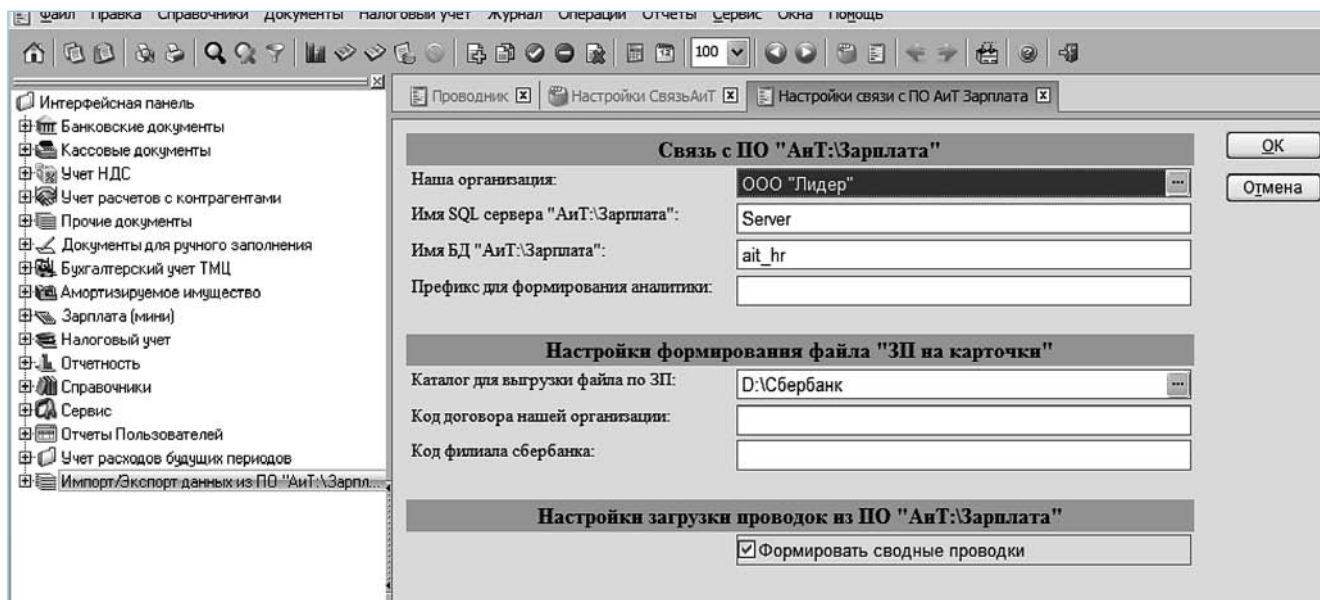 Файл Правка Справочники Документы Налоговый учет Журнал Операции Отчеты Сервис Окна Помощь
100
Интерфейсная панель
Банковские документы
Кассовые документы
Учет НДС
Учет расчетов с контрагентами
Прочие документы
Документы для ручного заполнения
Бухгалтерский учет ТМЦ
Амортизируемое имущество
Зарплата (мини)
Налоговый учет
Отчетность
Справочники
Сервис
Отчеты Пользователей
Учет расходов будущих периодов
Импорт/Экспорт данных из ПО "АиТ:\Зарпл...
Проводник Настройки СвязьАиТ Настройки связи с ПО АиТ Зарплата
Связь с ПО "АиТ:\Зарплата"
Наша организация: ООО "Лидер" ...
Имя SQL сервера "АиТ:\Зарплата": Server
Имя БД "АиТ:\Зарплата": ait_hr
Префикс для формирования аналитики:
Настройки формирования файла "ЗП на карточки"
Каталог для выгрузки файла по ЗП: D:\Сбербанк ...
Код договора нашей организации:
Код филиала сбербанка:
Настройки загрузки проводок из ПО "АиТ:\Зарплата"
Формировать сводные проводки
OK
Отмена